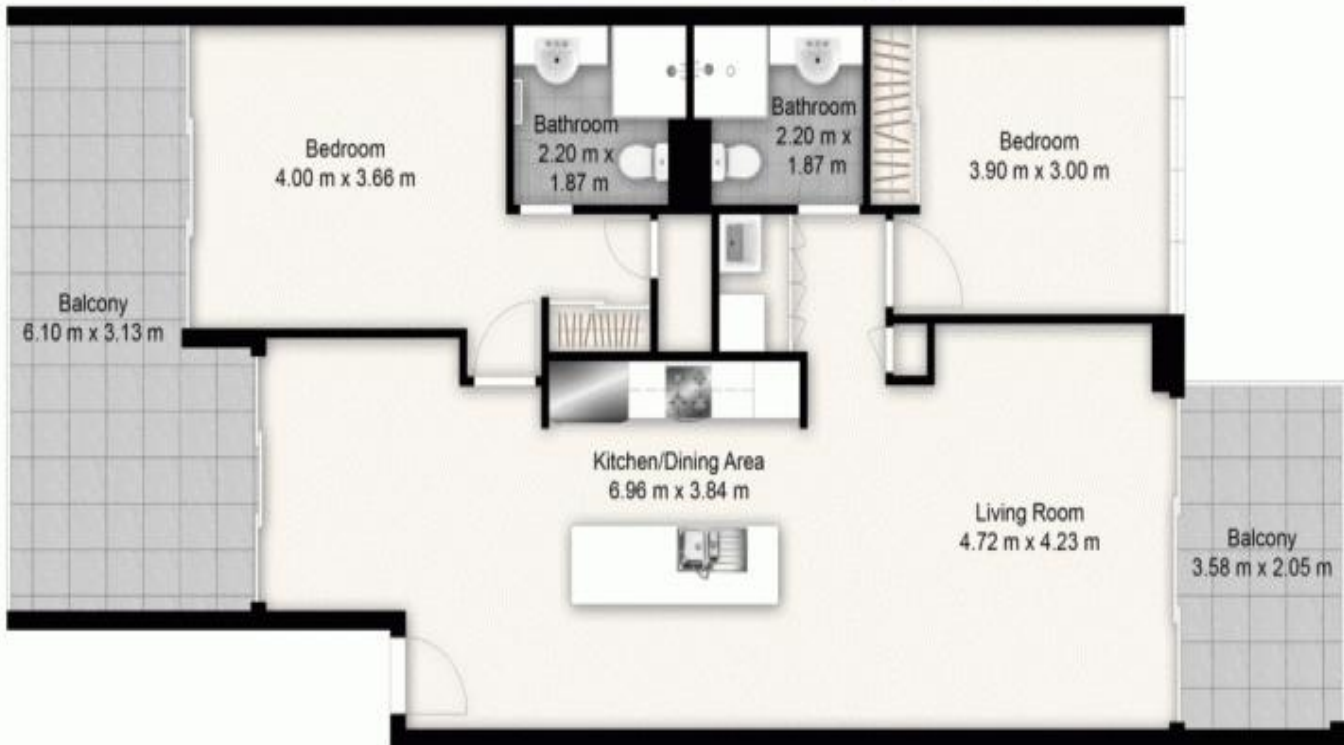 Bedroom
4.00 m x 3.66 m
Bathroom
2.20 m x
1.87 m
Bathroom
2.20 m x
1.87 m
Bedroom
3.90 m x 3.00 m
Balcony
6.10 m x 3.13 m
Kitchen/Dining Area
6.96 m x 3.84 m
Living Room
4.72 m x 4.23 m
Balcony
3.58 m x 2.05 m